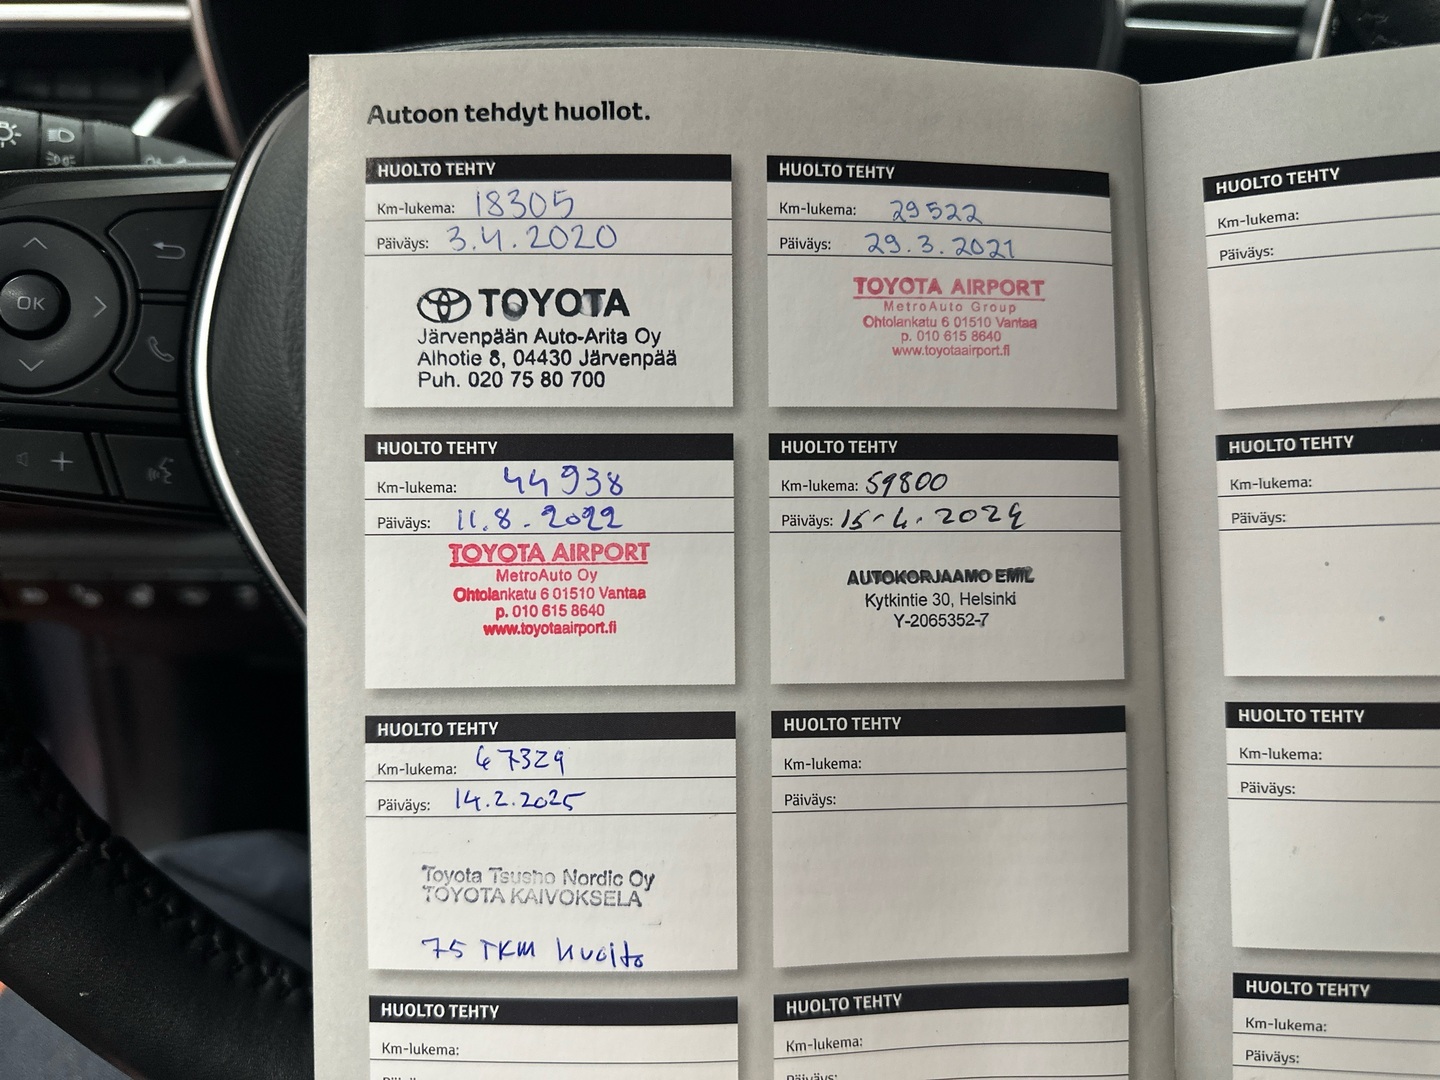 Autoon tehdyt huollot.
HUOLTO TEHTY
Km-lukema: 18305
Päiväys: 3.4.2020
TOYOTA
Järvenpään Auto-Arita Oy
Alhotie 8, 04430 Järvenpää
Puh. 020 75 80 700
HUOLTO TEHTY
Km-lukema: 29522
Päiväys: 29.3.2021
TOYOTA AIRPORT
MetroAuto Group
Ohtolankatu 6 01510 Vantaa
p. 010 615 8640
www.toyotaairport.fi
HUOLTO TEHTY
Km-lukema: 44938
Päiväys: 11.8.2022
TOYOTA AIRPORT
MetroAuto Oy
Ohtolankatu 6 01510 Vantaa
p. 010 615 8640
www.toyotaairport.fi
HUOLTO TEHTY
Km-lukema: 59800
Päiväys: 15-4.2024
AUTOKORJAAMO EMIL
Kytkintie 30, Helsinki
Y-2065352-7
HUOLTO TEHTY
Km-lukema: 67329
Päiväys: 14.2.2025
Toyota Tsusho Nordic Oy
TOYOTA KAIVOKSELA
75 TKM huolto
HUOLTO TEHTY
Km-lukema:
Päiväys:
HUOLTO TEHTY
Km-lukema:
HUOLTO TEHTY
Km-lukema:
Päiväys:
HUOLTO TEHTY
Km-lukema:
Päiväys:
HUOLTO TEHTY
Km-lukema:
Päiväys:
HUOLTO TEHTY
Km-lukema:
Päiväys:
HUOLTO TEHTY
Km-lukema:
Päiväys:
OK